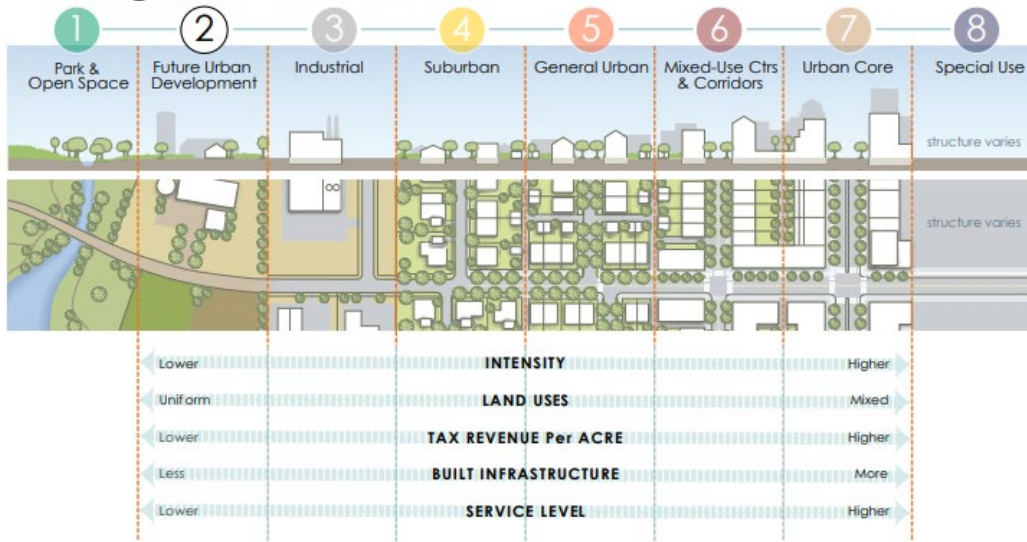 1
2
3
4
5
6
7
8
Park &
Open Space
Future Urban
Development
Industrial
Suburban
General Urban
Mixed-Use Ctrs
& Corridors
Urban Core
Special Use
structure varies
structure varies
Lower INTENSITY Higher
Uniform LAND USES Mixed
Lower TAX REVENUE Per ACRE Higher
Less BUILT INFRASTRUCTURE More
Lower SERVICE LEVEL Higher